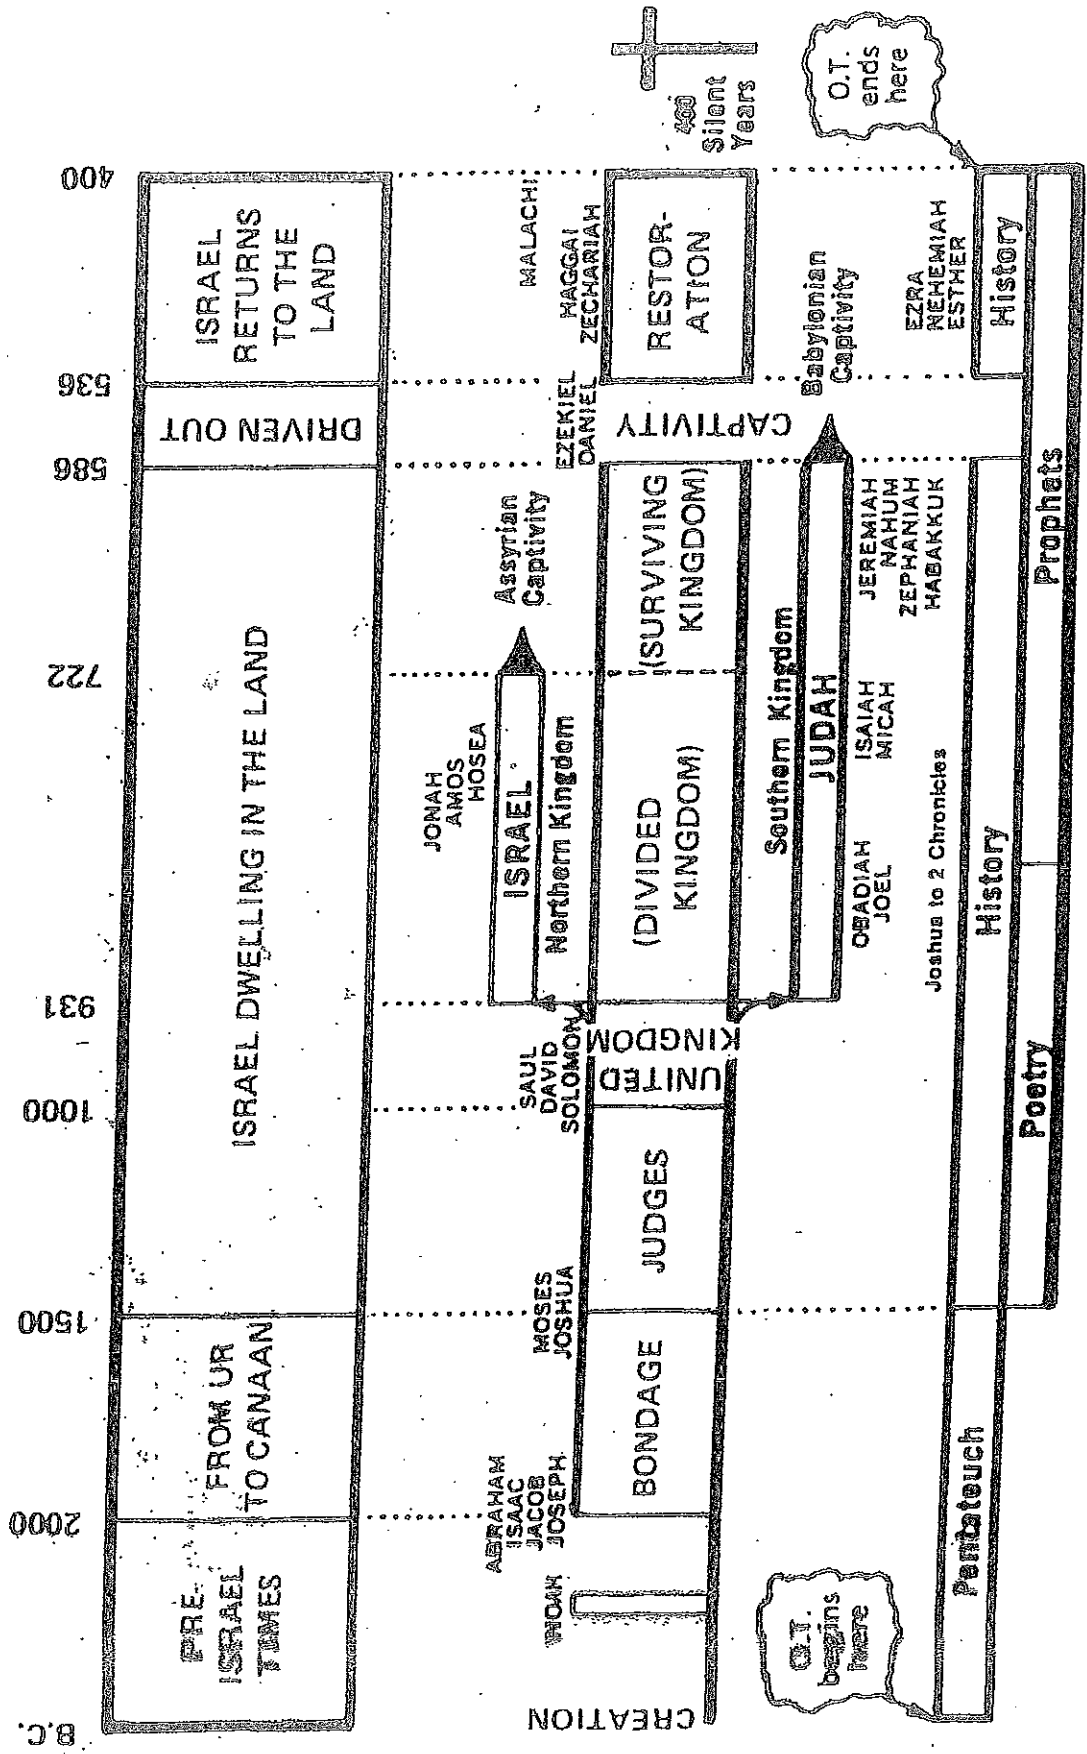 B.C.
2000
1500
1000
931
722
586
536
400
PRE-
ISRAEL
TIMES
FROM UR
TO CANAAN
ISRAEL DWELLING IN THE LAND
DRIVEN OUT
ISRAEL
RETURNS
TO THE
LAND
JONAH
AMOS
HOSEA
ISRAEL
Northern Kingdom
Assyrian
Captivity
ABRAHAM
ISAAC
JACOB
JOSEPH
MOSES
JOSHUA
SAUL
DAVID
SOLOMON
EZEKIEL
DANIEL
MALACHI
HAGGAI
ZECHARIAH
CREATION
NOAH
BONDAGE
JUDGES
UNITED
KINGDOM
(DIVIDED
KINGDOM)
(SURVIVING
KINGDOM)
CAPTIVITY
RESTOR-
ATION
400
Silent
Years
Southern Kingdom
JUDAH
Babylonian
Captivity
OBADIAH
JOEL
ISAIAH
MICAH
JEREMIAH
NAHUM
ZEPHANIAH
HABAKKUK
EZRA
NEHEMIAH
ESTHER
O.T.
begins
here
O.T.
ends
here
Joshua to 2 Chronicles
Pentateuch
History
History
Poetry
Prophets